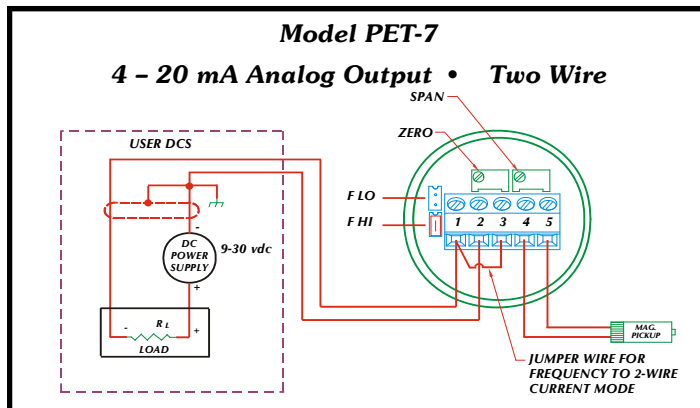 Model PET-7
4 – 20 mA Analog Output • Two Wire
SPAN
ZERO
USER DCS
F LO
F HI
1 2 3 4 5
-
DC
POWER
SUPPLY
9-30 vdc
+
- R L +
LOAD
MAG.
PICKUP
JUMPER WIRE FOR
FREQUENCY TO 2-WIRE
CURRENT MODE